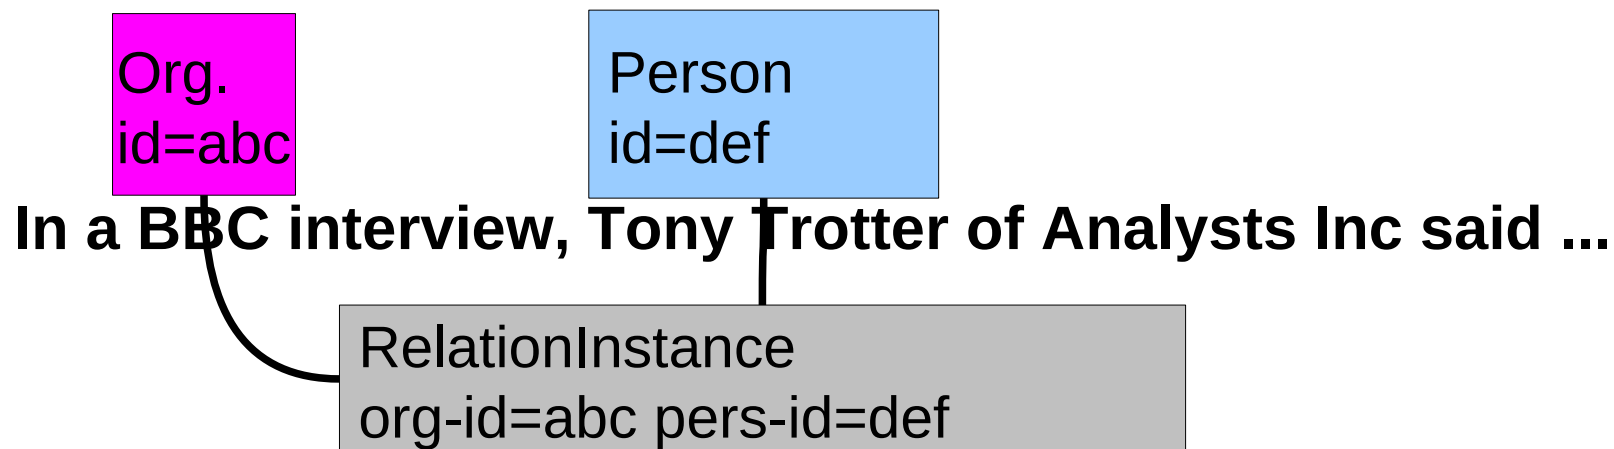 Org.
id=abc
Person
id=def
In a BBC interview, Tony Trotter of Analysts Inc said ...
RelationInstance
org-id=abc pers-id=def